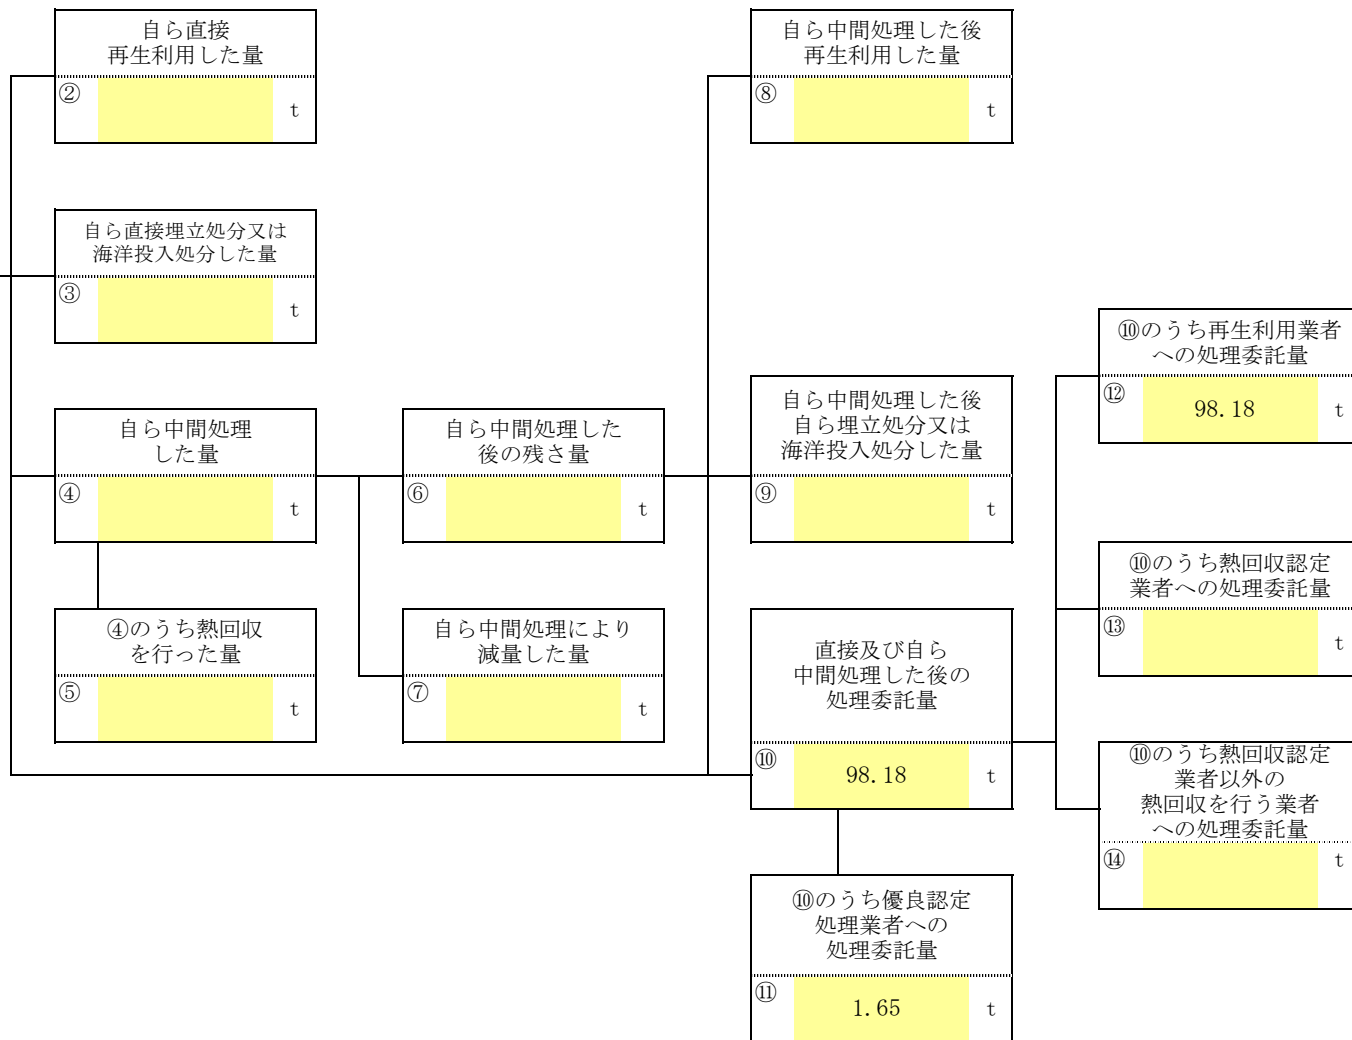 自ら直接
再生利用した量
② t
自ら直接埋立処分又は
海洋投入処分した量
③ t
自ら中間処理
した量
④ t
④のうち熱回収
を行った量
⑤ t
自ら中間処理した
後の残さ量
⑥ t
自ら中間処理により
減量した量
⑦ t
自ら中間処理した後
再生利用した量
⑧ t
自ら中間処理した後
自ら埋立処分又は
海洋投入処分した量
⑨ t
直接及び自ら
中間処理した後の
処理委託量
⑩ 98.18 t
⑩のうち優良認定
処理業者への
処理委託量
⑪ 1.65 t
⑩のうち再生利用業者
への処理委託量
⑫ 98.18 t
⑩のうち熱回収認定
業者への処理委託量
⑬ t
⑩のうち熱回収認定
業者以外の
熱回収を行う業者
への処理委託量
⑭ t